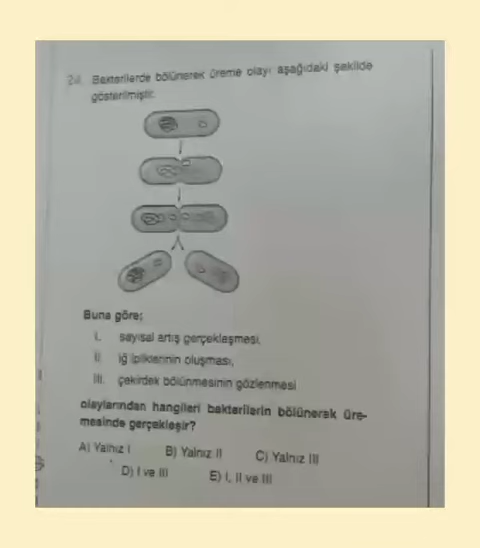 24. Bakterilerde bölünerek üreme olayı aşağıdaki şekilde
gösterilmiştir.
Buna göre;
I. sayısal artış gerçekleşmesi,
II. iğ ipliklerinin oluşması,
III. çekirdek bölünmesinin gözlenmesi
olaylarından hangileri bakterilerin bölünerek üre-
mesinde gerçekleşir?
A) Yalnız I B) Yalnız II C) Yalnız III
D) I ve III E) I, II ve III